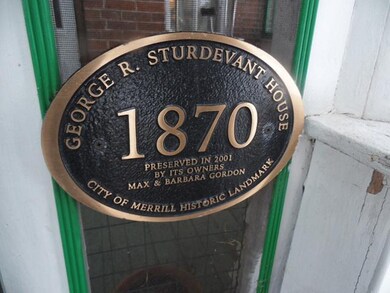 GEORGE R. STURDEVANT HOUSE
1870
PRESERVED IN 2001
BY ITS OWNERS
MAX & BARBARA GORDON
CITY OF MERRILL HISTORIC LANDMARK